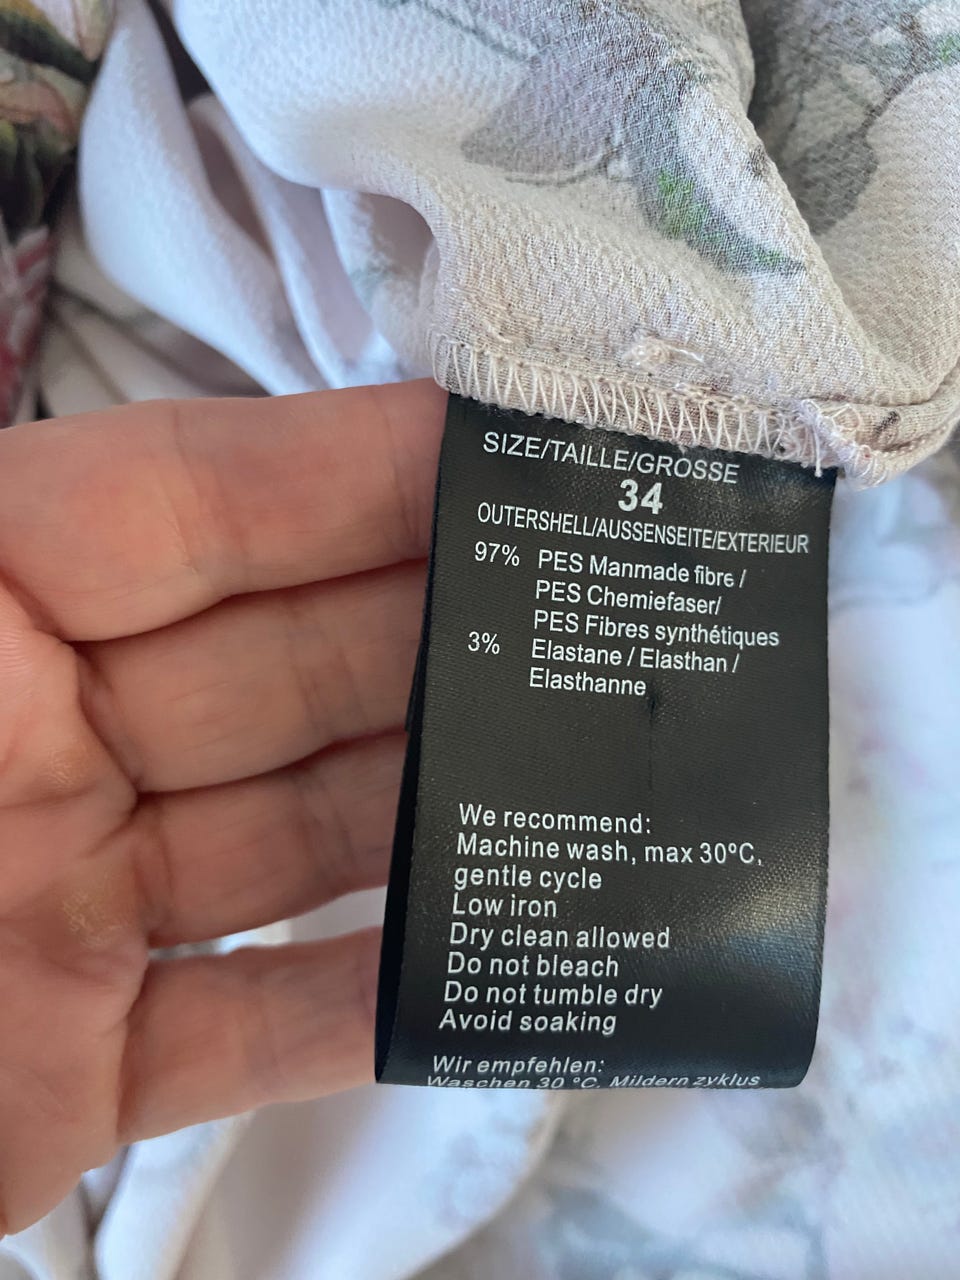 SIZE/TAILLE/GROSSE
34
OUTERSHELL/AUSSENSEITE/EXTERIEUR
97% PES Manmade fibre /
PES Chemiefaser/
PES Fibres synthétiques
3% Elastane / Elasthan /
Elasthanne
We recommend:
Machine wash, max 30ºC,
gentle cycle
Low iron
Dry clean allowed
Do not bleach
Do not tumble dry
Avoid soaking
Wir empfehlen:
Waschen 30 ºC, Mildern zyklus